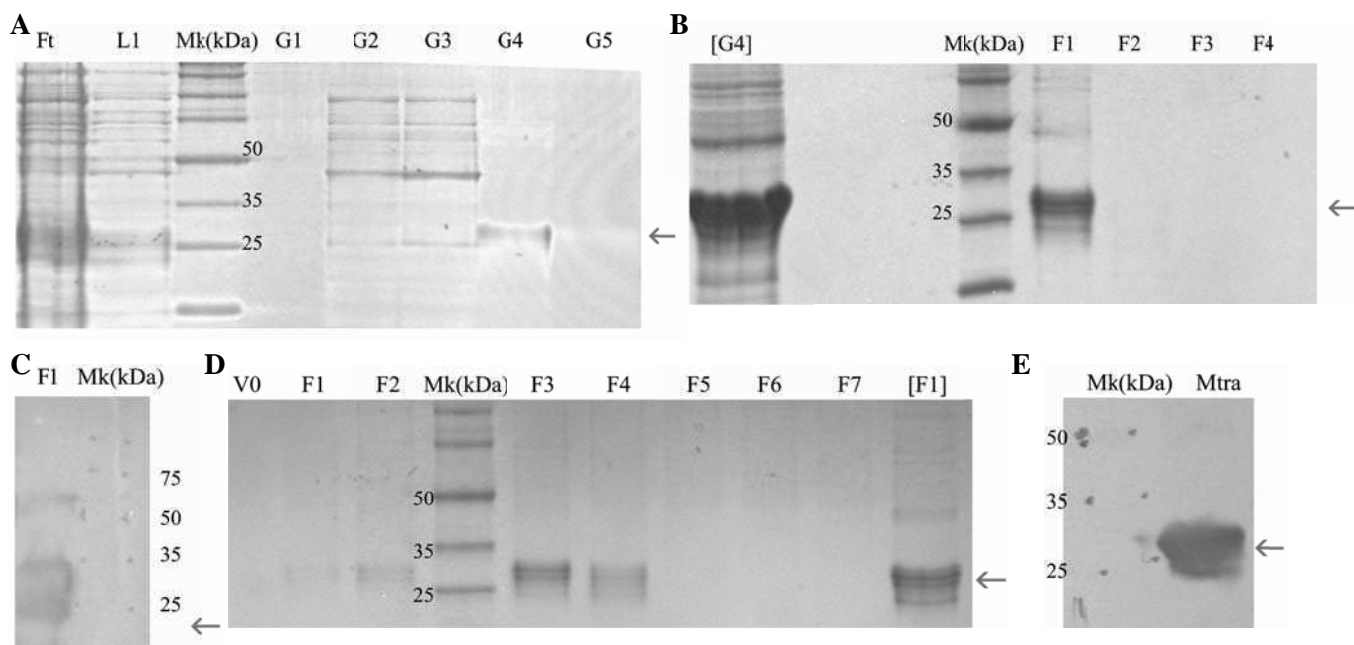 A
Ft L1 Mk(kDa) G1 G2 G3 G4 G5
50
35
25
B
[G4] Mk(kDa) F1 F2 F3 F4
50
35
25
C
F1 Mk(kDa)
75
50
35
25
D
V0 F1 F2 Mk(kDa) F3 F4 F5 F6 F7 [F1]
50
35
25
E
Mk(kDa) Mtra
50
35
25